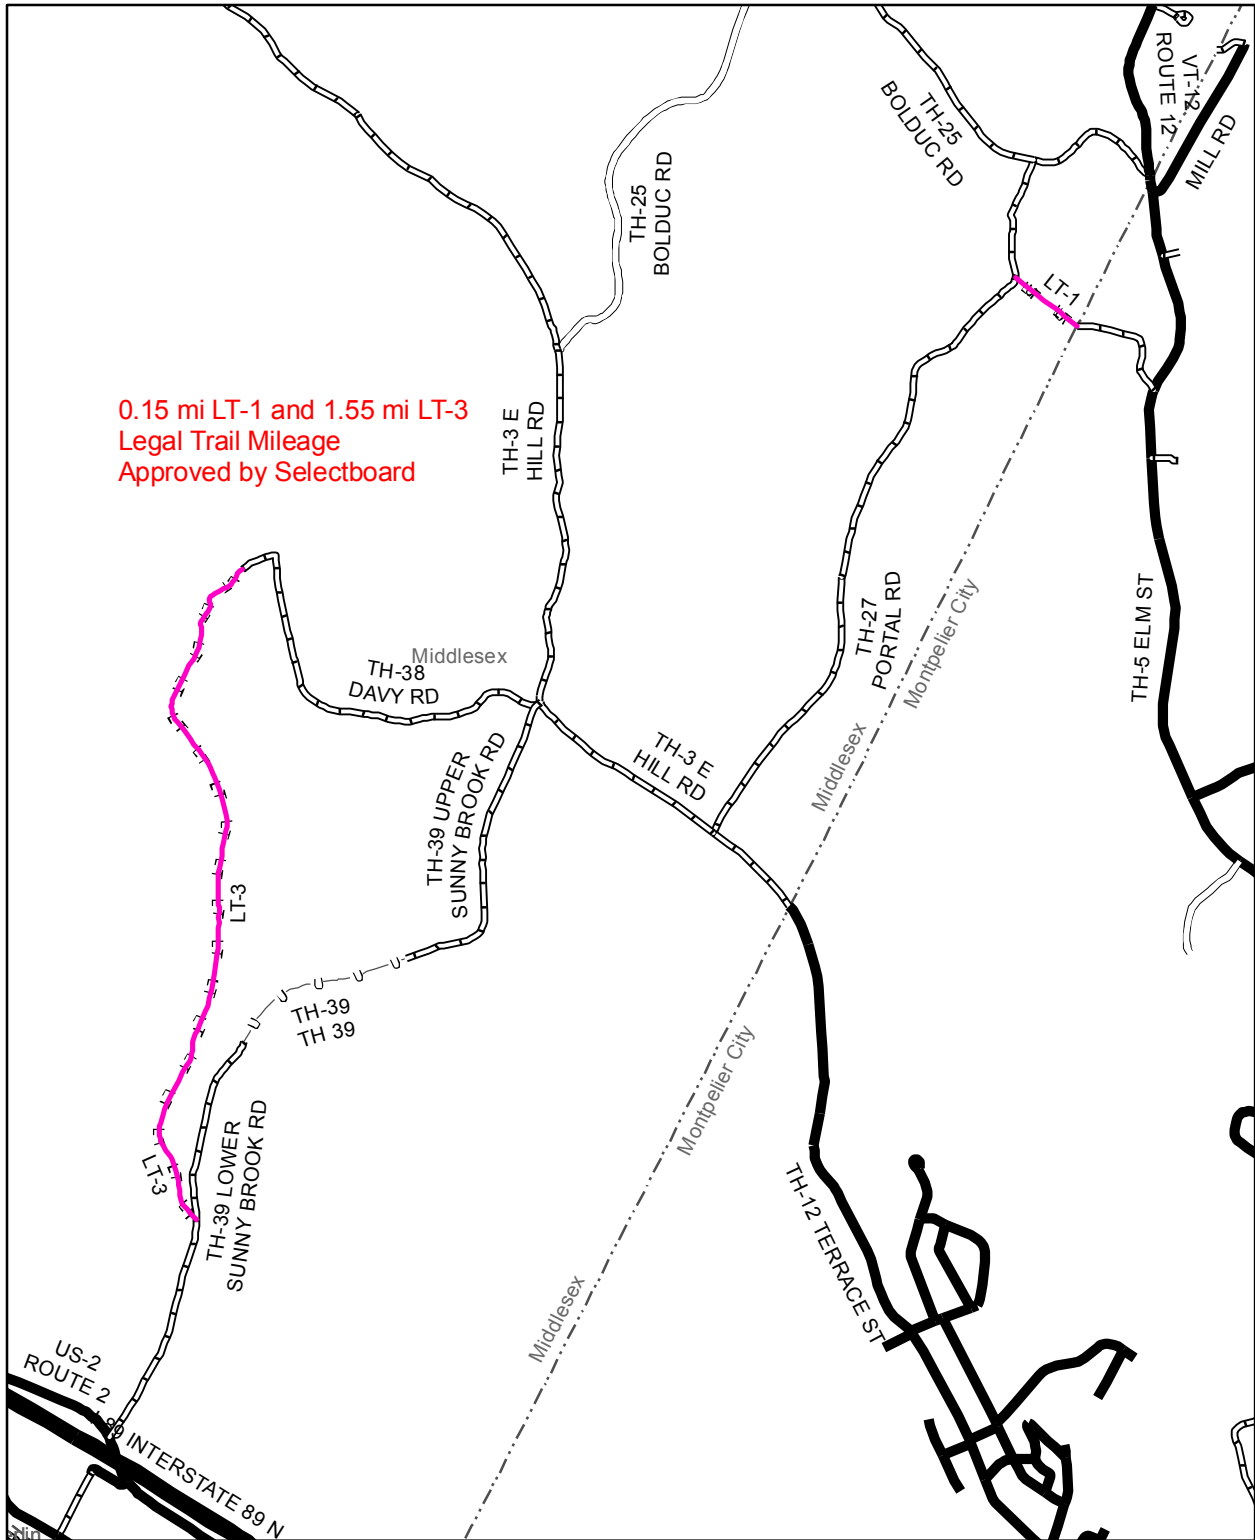 VT-12
ROUTE 12
MILL RD
TH-25
BOLDUC RD
TH-25
BOLDUC RD
LT-1
0.15 mi LT-1 and 1.55 mi LT-3
Legal Trail Mileage
Approved by Selectboard
TH-3 E
HILL RD
TH-27
PORTAL RD
Montpelier City
TH-5 ELM ST
Middlesex
TH-38
DAVY RD
TH-3 E
HILL RD
Middlesex
TH-39 UPPER
SUNNY BROOK RD
LT-3
TH-39
TH 39
Montpelier City
LT-3
TH-39 LOWER
SUNNY BROOK RD
TH-12 TERRACE ST
Middlesex
US-2
ROUTE 2
INTERSTATE 89 N